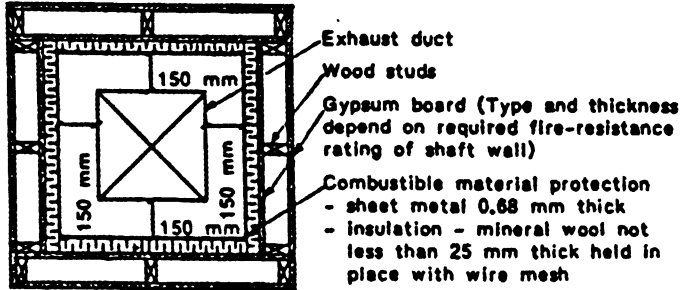 Exhaust duct
150 mm
Wood studs
Gypsum board (Type and thickness
depend on required fire-resistance
rating of shaft wall)
150 mm
150 mm
Combustible material protection
150 mm
- sheet metal 0.68 mm thick
- insulation - mineral wool not
less than 25 mm thick held in
place with wire mesh